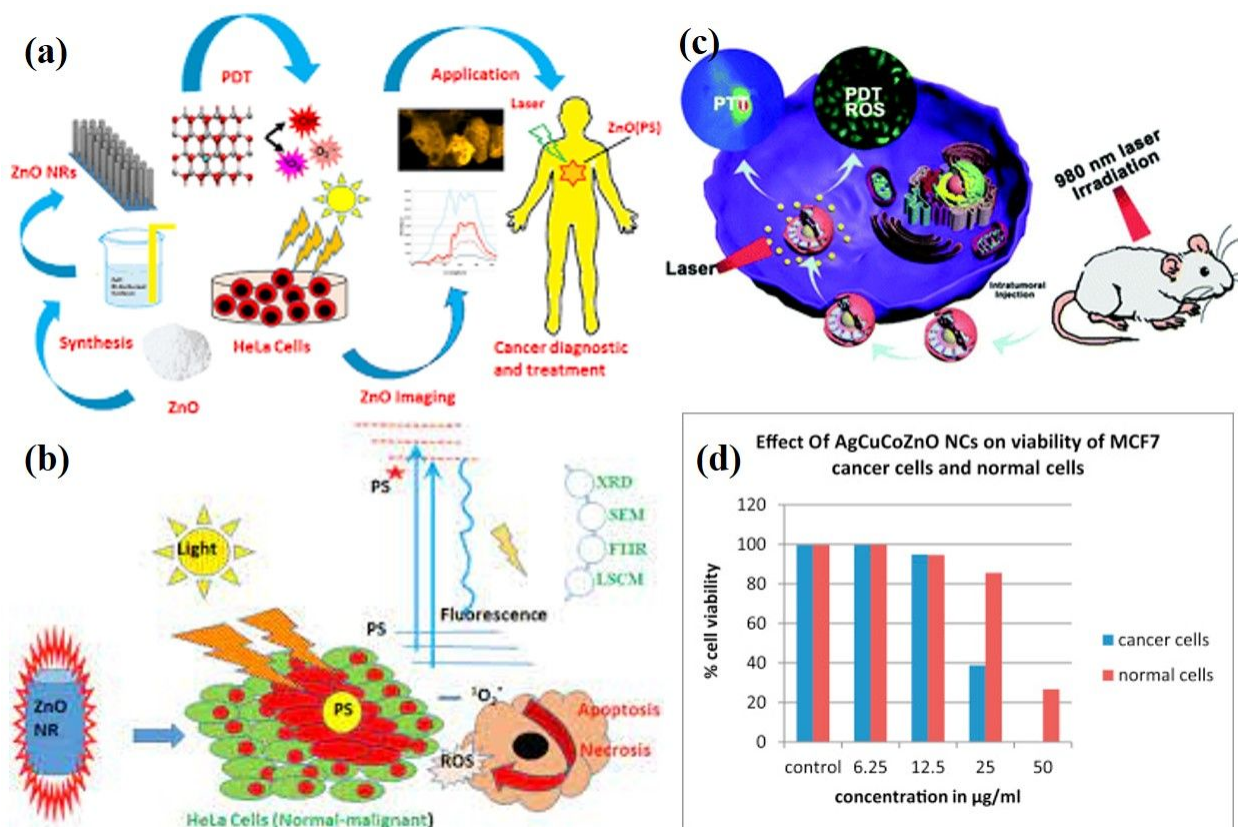 (a)
PDT
Application
Laser
ZnO(PS)
ZnO NRs
Synthesis
HeLa Cells
ZnO
Cancer diagnostic
and treatment
ZnO Imaging
(b)
PS
XRD
SEM
FTIR
LSCM
Light
Fluorescence
PS
ZnO
NR
PS
¹O₂*
Apoptosis
Necrosis
ROS
HeLa Cells (Normal-malignant)
(c)
PTT
PDT
ROS
980 nm laser
Irradiation
Laser
Intratumoral
Injection
(d)
Effect Of AgCuCoZnO NCs on viability of MCF7
cancer cells and normal cells
120
100
80
60
40
20
0
% cell viability
control 6.25 12.5 25 50
concentration in µg/ml
cancer cells
normal cells